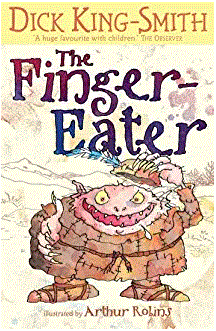 DICK KING-SMITH
'A huge favourite with children.' THE OBSERVER
The
Finger-
Eater
illustrated by Arthur Robins